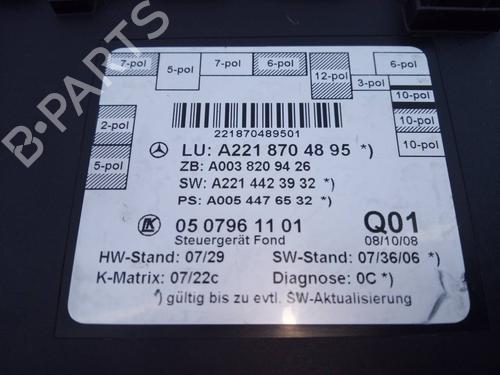 7-pol
5-pol
7-pol
6-pol
12-pol
3-pol
6-pol
10-pol
10-pol
10-pol
2-pol
5-pol
221870489501
LU: A221 870 48 95 *)
ZB: A003 820 94 26
SW: A221 442 39 32 *)
PS: A005 447 65 32 *)
05 0796 11 01
Q01
Steuergerät Fond
08/10/08
HW-Stand: 07/29
SW-Stand: 07/36/06 *)
K-Matrix: 07/22c
Diagnose: 0C *)
*) gültig bis zu evtl. SW-Aktualisierung
B-PARTS